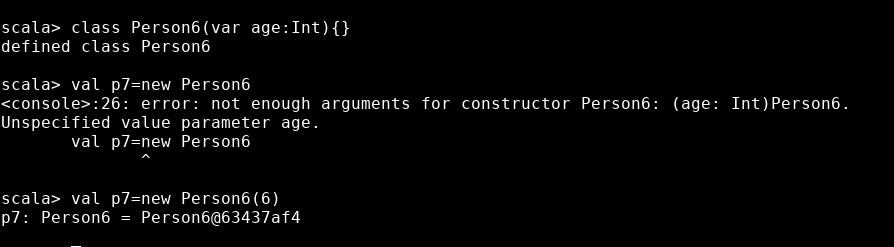 scala> class Person6(var age:Int){}
defined class Person6
scala> val p7=new Person6
<console>:26: error: not enough arguments for constructor Person6: (age: Int)Person6.
Unspecified value parameter age.
       val p7=new Person6
              ^
scala> val p7=new Person6(6)
p7: Person6 = Person6@63437af4